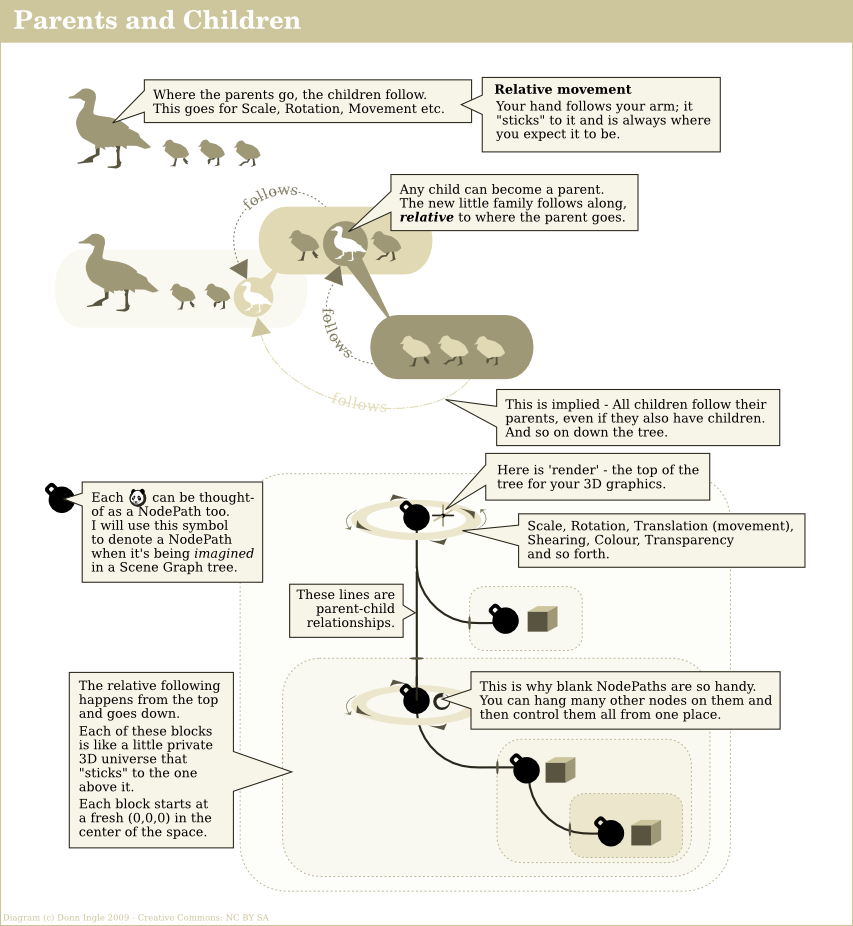 Parents and Children
Where the parents go, the children follow.
This goes for Scale, Rotation, Movement etc.
Relative movement
Your hand follows your arm; it
"sticks" to it and is always where
you expect it to be.
follows
Any child can become a parent.
The new little family follows along,
relative to where the parent goes.
follows
follows
This is implied - All children follow their
parents, even if they also have children.
And so on down the tree.
Here is 'render' - the top of the
tree for your 3D graphics.
Each can be thought-
of as a NodePath too.
I will use this symbol
to denote a NodePath
when it's being imagined
in a Scene Graph tree.
Scale, Rotation, Translation (movement),
Shearing, Colour, Transparency
and so forth.
These lines are
parent-child
relationships.
The relative following
happens from the top
and goes down.
Each of these blocks
is like a little private
3D universe that
"sticks" to the one
above it.
Each block starts at
a fresh (0,0,0) in the
center of the space.
This is why blank NodePaths are so handy.
You can hang many other nodes on them and
then control them all from one place.
Diagram (c) Donn Ingle 2009 - Creative Commons: NC BY SA